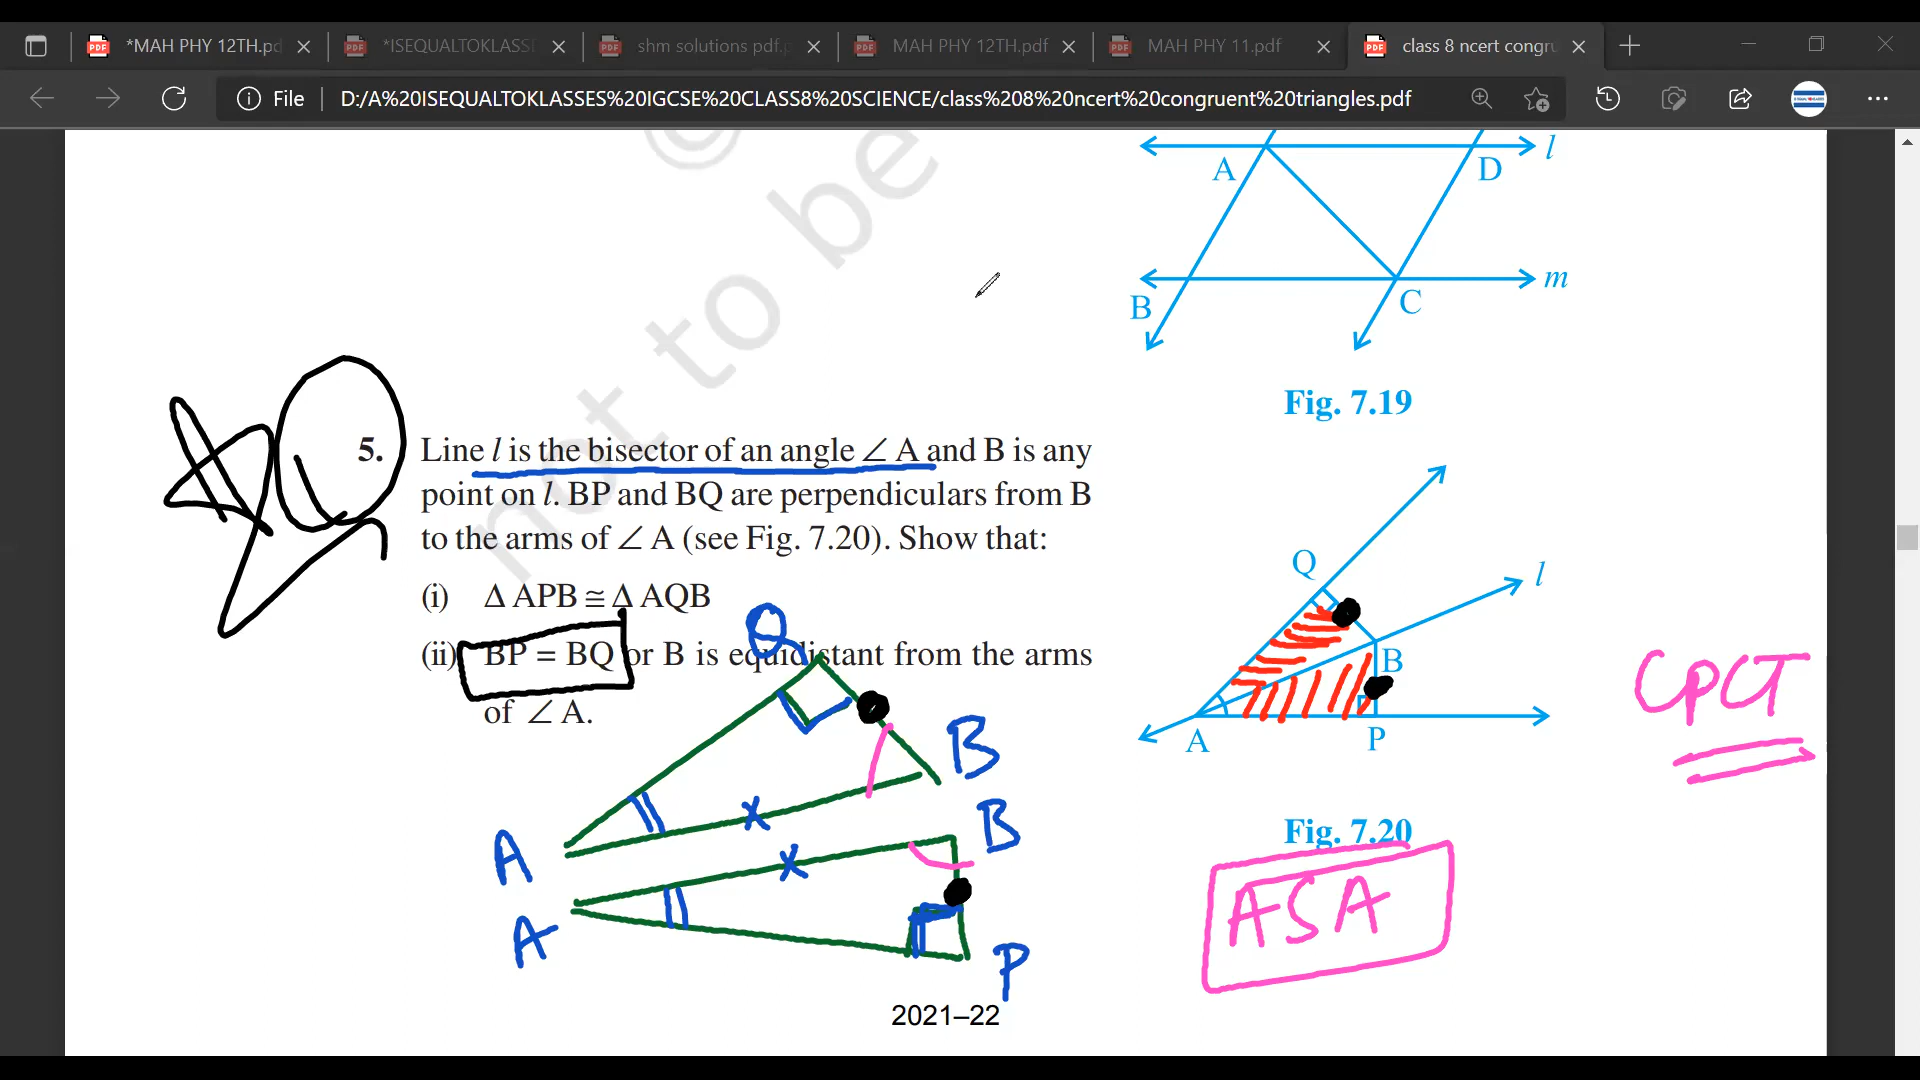 *MAH PHY 12TH.pd
*ISEQUALTOKLASSE
shm solutions pdf.p
MAH PHY 12TH.pdf
MAH PHY 11.pdf
class 8 ncert congru
File
D:/A%20ISEQUALTOKLASSES%20IGCSE%20CLASS8%20SCIENCE/class%208%20ncert%20congruent%20triangles.pdf
©
not to be
A
D
l
B
C
m
Fig. 7.19
5. Line l is the bisector of an angle ∠ A and B is any
point on l. BP and BQ are perpendiculars from B
to the arms of ∠ A (see Fig. 7.20). Show that:
(i) Δ APB ≅ Δ AQB
(ii) BP = BQ or B is equidistant from the arms
of ∠ A.
Q
l
B
A
P
Fig. 7.20
CPCT
ASA
Q
B
A
x
x
B
A
P
2021–22